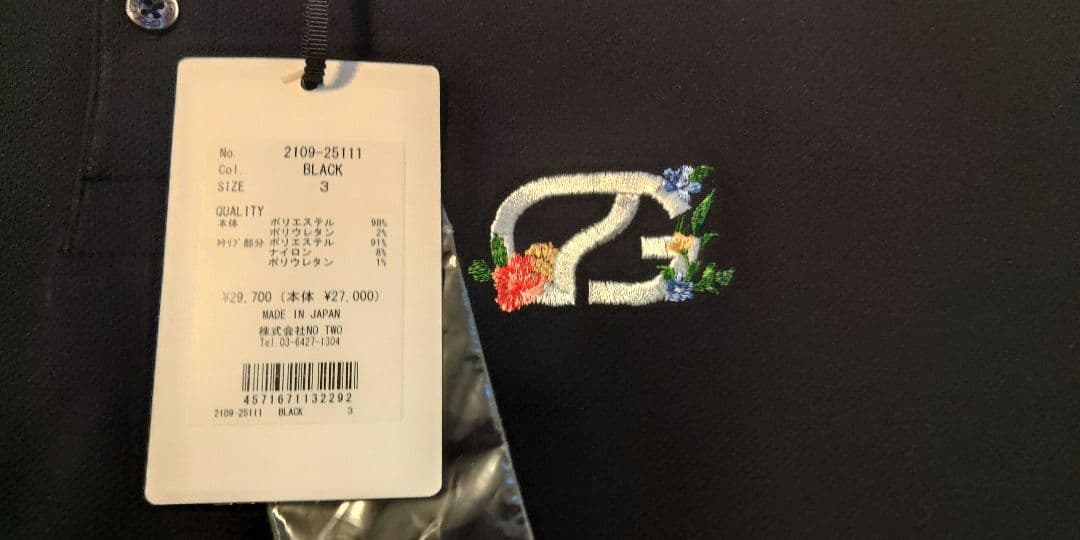 No. 2109-25111
Col. BLACK
SIZE 3
QUALITY
本体 ポリエステル 98%
ポリウレタン 2%
衿リブ部分 ポリエステル 91%
ナイロン 8%
ポリウレタン 1%
¥29,700 (本体 ¥27,000)
MADE IN JAPAN
株式会社NO TWO
Tel.03-6427-1304
4571671132292
2109-25111 BLACK 3